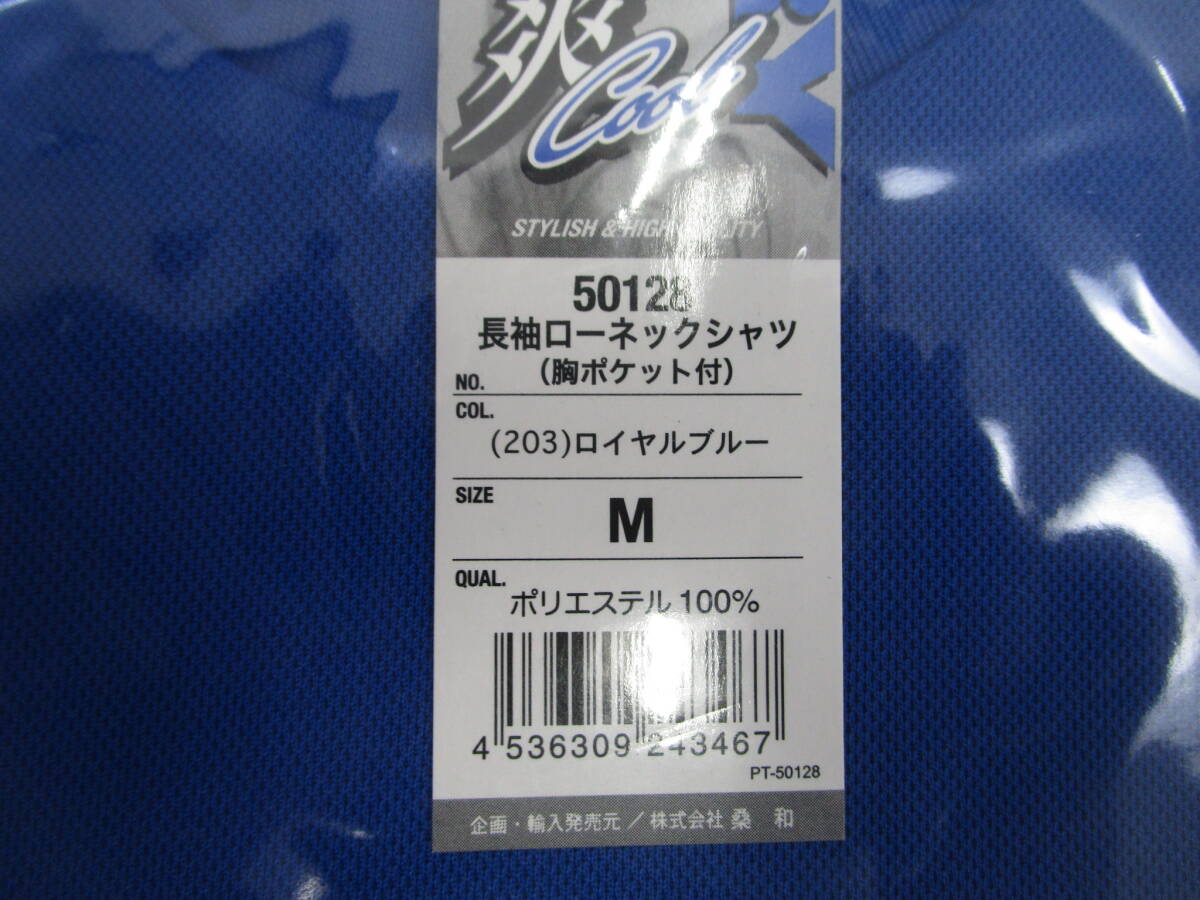 爽
Cool
STYLISH & HIGH QUALITY
50128
長袖ローネックシャツ
(胸ポケット付)
NO.
COL.
(203)ロイヤルブルー
SIZE
M
QUAL.
ポリエステル 100%
4 536309 243467
PT-50128
企画・輸入発売元 / 株式会社 桑 和